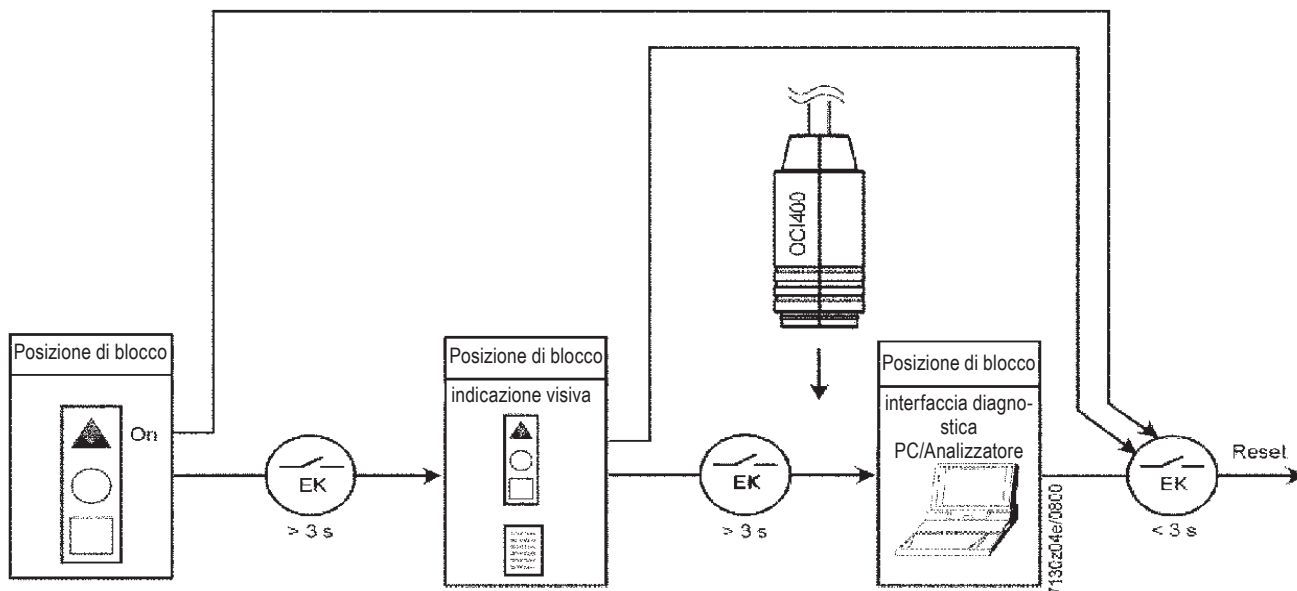 Posizione di blocco
On
EK
> 3 s
Posizione di blocco
indicazione visiva
EK
> 3 s
OCI400
Posizione di blocco
interfaccia diagno-
stica
PC/Analizzatore
7130z04e/0800
EK
< 3 s
Reset